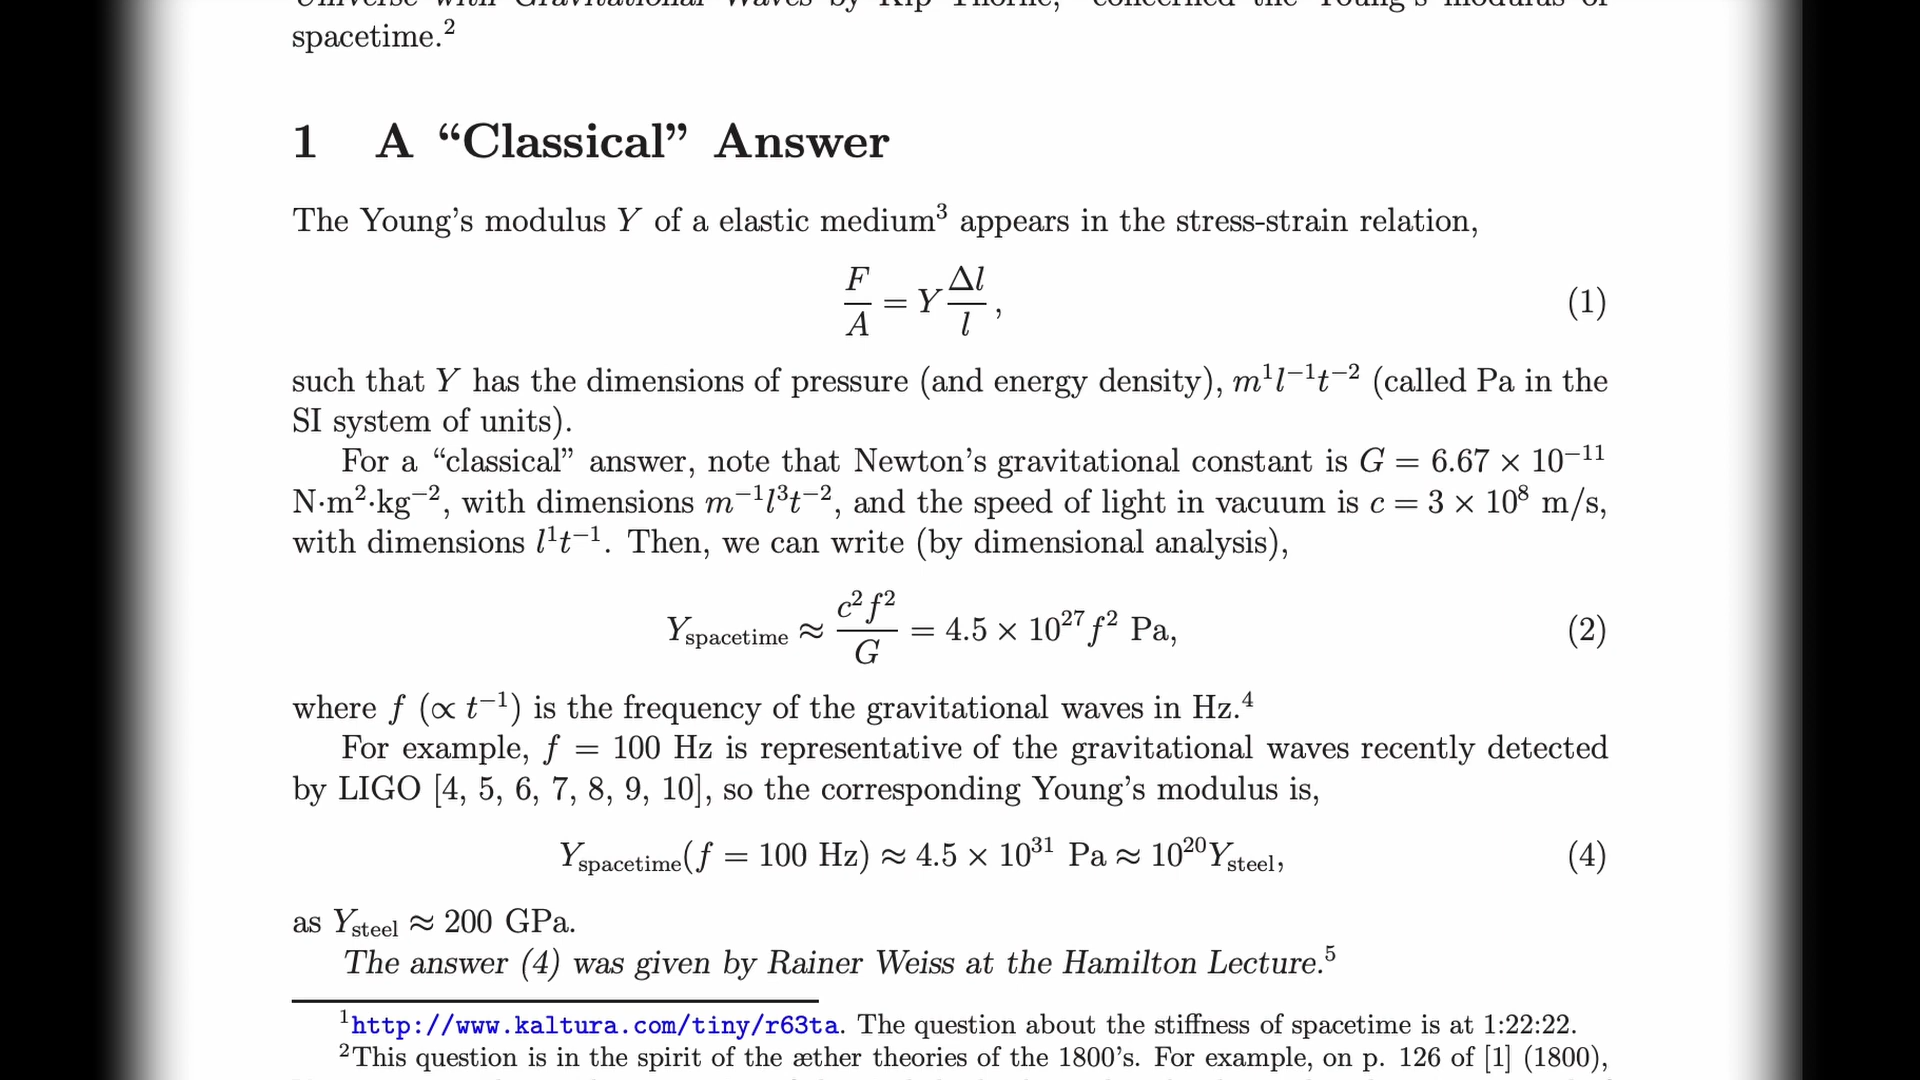 spacetime.²
1 A “Classical” Answer
The Young’s modulus Y of a elastic medium³ appears in the stress-strain relation,
F/A = Y Δl/l , (1)
such that Y has the dimensions of pressure (and energy density), m¹l⁻¹t⁻² (called Pa in the
SI system of units).
For a “classical” answer, note that Newton’s gravitational constant is G = 6.67 × 10⁻¹¹
N·m²·kg⁻², with dimensions m⁻¹l³t⁻², and the speed of light in vacuum is c = 3 × 10⁸ m/s,
with dimensions l¹t⁻¹. Then, we can write (by dimensional analysis),
Yspacetime ≈ c²f²/G = 4.5 × 10²⁷ f² Pa, (2)
where f (∝ t⁻¹) is the frequency of the gravitational waves in Hz.⁴
For example, f = 100 Hz is representative of the gravitational waves recently detected
by LIGO [4, 5, 6, 7, 8, 9, 10], so the corresponding Young’s modulus is,
Yspacetime(f = 100 Hz) ≈ 4.5 × 10³¹ Pa ≈ 10²⁰Ysteel, (4)
as Ysteel ≈ 200 GPa.
The answer (4) was given by Rainer Weiss at the Hamilton Lecture.⁵
¹http://www.kaltura.com/tiny/r63ta. The question about the stiffness of spacetime is at 1:22:22.
²This question is in the spirit of the æther theories of the 1800’s. For example, on p. 126 of [1] (1800),